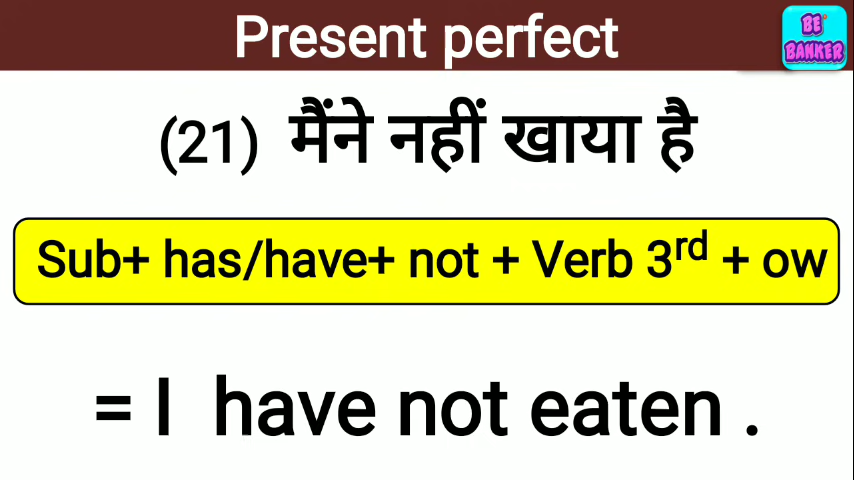 Present perfect
BE
BANKER
(21) मैंने नहीं खाया है
Sub+ has/have+ not + Verb 3rd + ow
= I have not eaten .